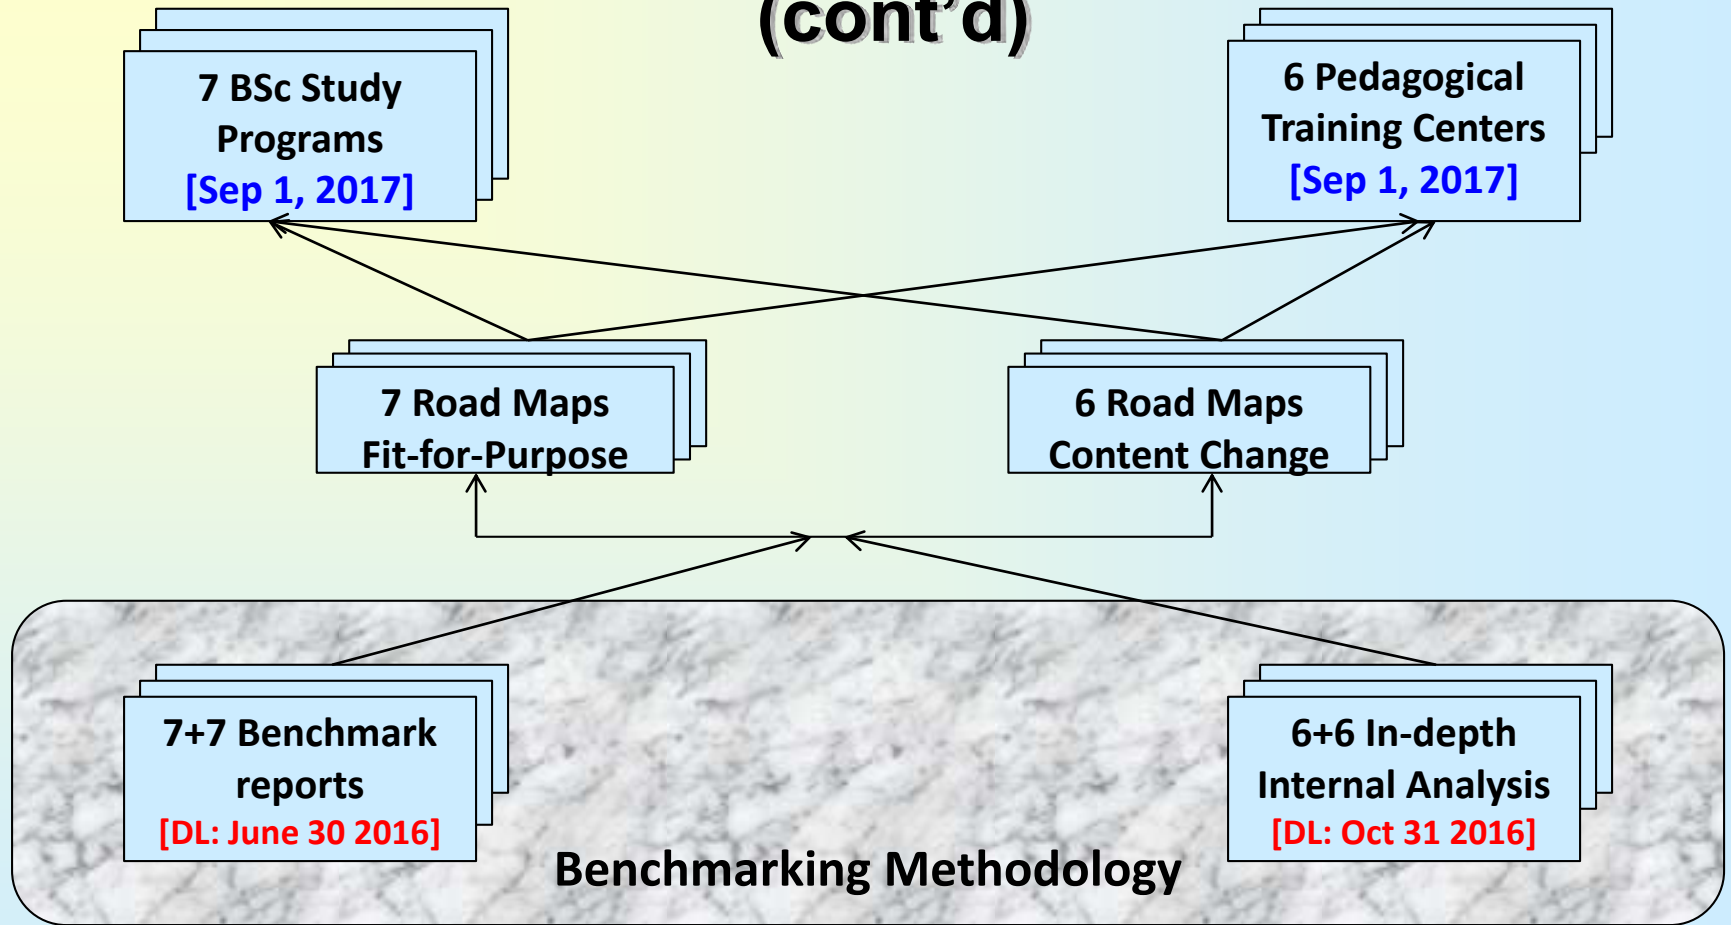 (cont’d)
7 BSc Study
Programs
[Sep 1, 2017]
6 Pedagogical
Training Centers
[Sep 1, 2017]
7 Road Maps
Fit-for-Purpose
6 Road Maps
Content Change
7+7 Benchmark
reports
[DL: June 30 2016]
6+6 In-depth
Internal Analysis
[DL: Oct 31 2016]
Benchmarking Methodology